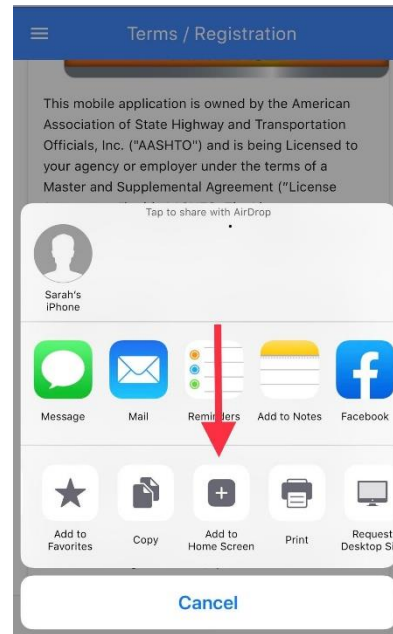 Terms / Registration
This mobile application is owned by the American
Association of State Highway and Transportation
Officials, Inc. ("AASHTO") and is being Licensed to
your agency or employer under the terms of a
Master and Supplemental Agreement ("License
Tap to share with AirDrop
Sarah's
iPhone
Message Mail Reminders Add to Notes Facebook
Add to
Favorites
Copy
Add to
Home Screen
Print
Request
Desktop Si
Cancel